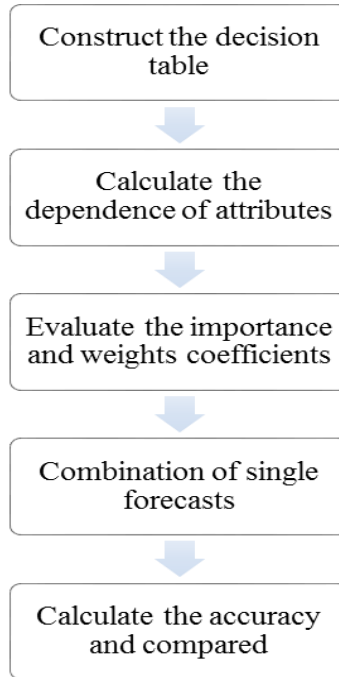 Construct the decision
table
Calculate the
dependence of attributes
Evaluate the importance
and weights coefficients
Combination of single
forecasts
Calculate the accuracy
and compared